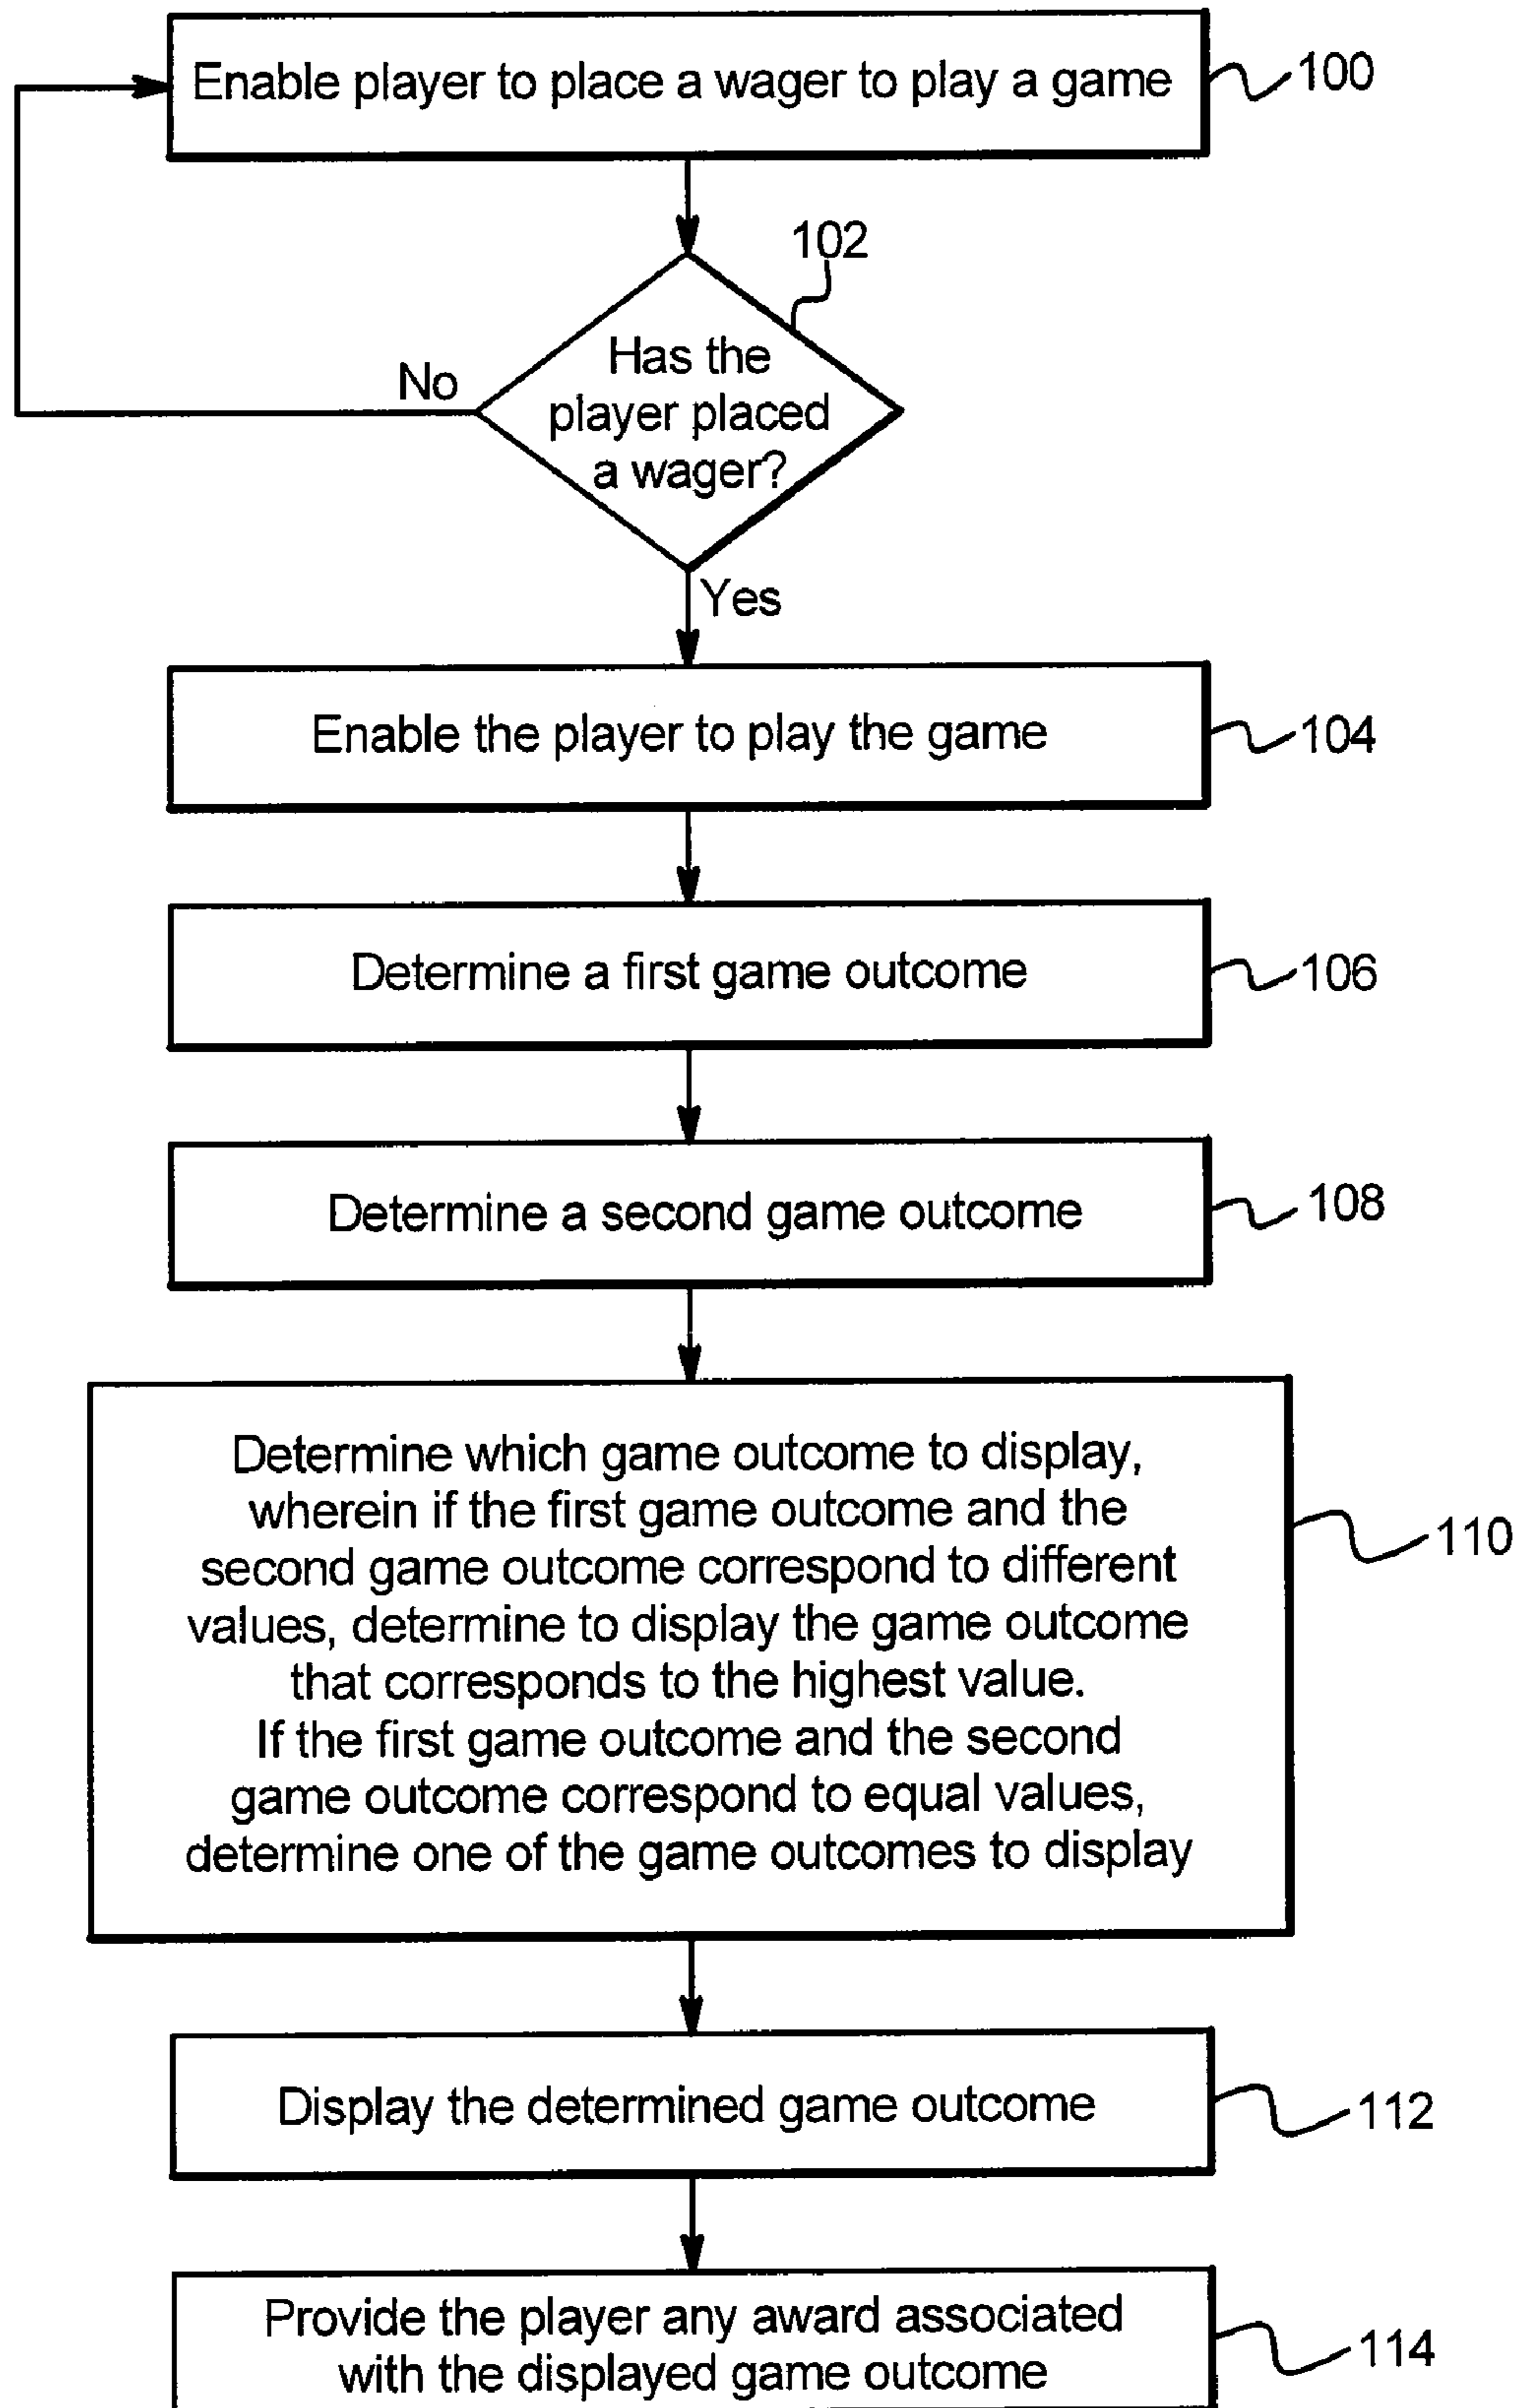 Enable player to place a wager to play a game
100
102
Has the
player placed
a wager?
No
Yes
Enable the player to play the game
104
Determine a first game outcome
106
Determine a second game outcome
108
Determine which game outcome to display,
wherein if the first game outcome and the
second game outcome correspond to different
values, determine to display the game outcome
that corresponds to the highest value.
If the first game outcome and the second
game outcome correspond to equal values,
determine one of the game outcomes to display
110
Display the determined game outcome
112
Provide the player any award associated
with the displayed game outcome
114